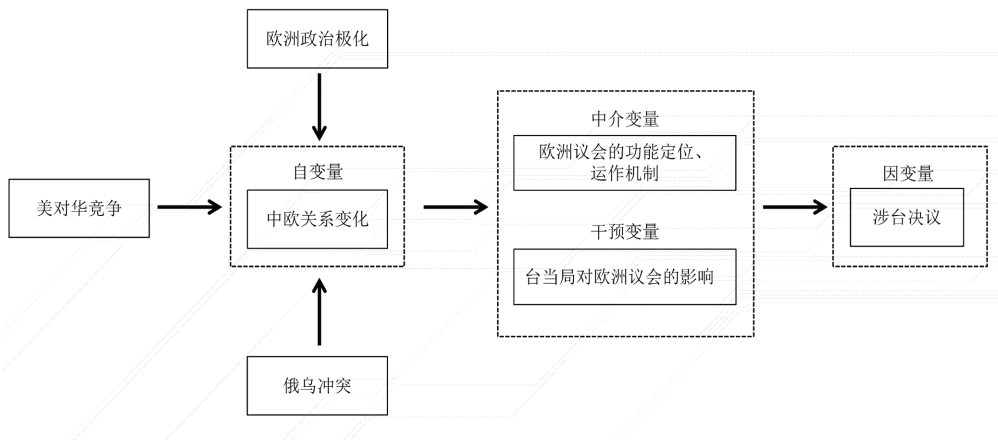 欧洲政治极化
美对华竞争
自变量
中欧关系变化
俄乌冲突
中介变量
欧洲议会的功能定位、
运作机制
干预变量
台当局对欧洲议会的影响
因变量
涉台决议